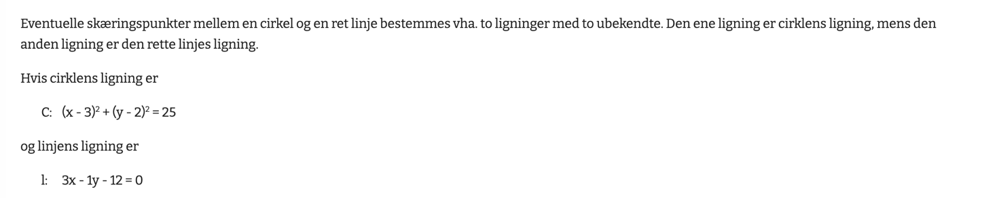 Eventuelle skæringspunkter mellem en cirkel og en ret linje bestemmes vha. to ligninger med to ubekendte. Den ene ligning er cirklens ligning, mens den
anden ligning er den rette linjes ligning.
Hvis cirklens ligning er
C: (x - 3)² + (y - 2)² = 25
og linjens ligning er
l: 3x - 1y - 12 = 0